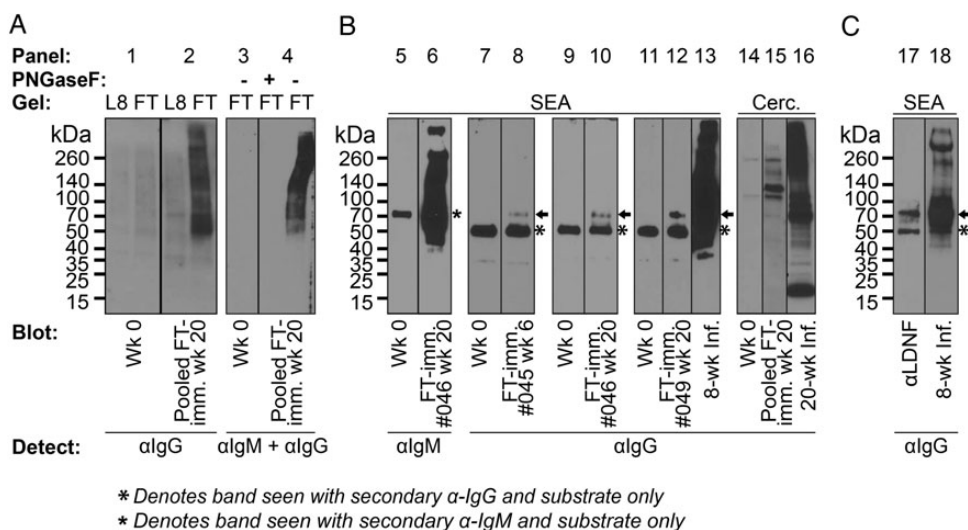 A B C
Panel: 1 2 3 4 5 6 7 8 9 10 11 12 13 14 15 16 17 18
PNGaseF: - + -
Gel: L8 FT L8 FT FT FT FT SEA Cerc. SEA
kDa
260
140
100
70
50
40
35
25
15
kDa
260
140
100
70
50
40
35
25
15
kDa
260
140
100
70
50
40
35
25
15
*
*
*
*
*
*
Blot:
Wk 0
Pooled FT-
imm. wk 20
Wk 0
Pooled FT-
imm. wk 20
Wk 0
FT-imm.
#046 wk 20
Wk 0
FT-imm.
#045 wk 6
Wk 0
FT-imm.
#046 wk 20
Wk 0
FT-imm.
#049 wk 20
8-wk Inf.
Wk 0
Pooled FT-
imm. wk 20
20-wk Inf.
αLDNF
8-wk Inf.
Detect: αIgG αIgM + αIgG αIgM αIgG αIgG
* Denotes band seen with secondary α-IgG and substrate only
* Denotes band seen with secondary α-IgM and substrate only